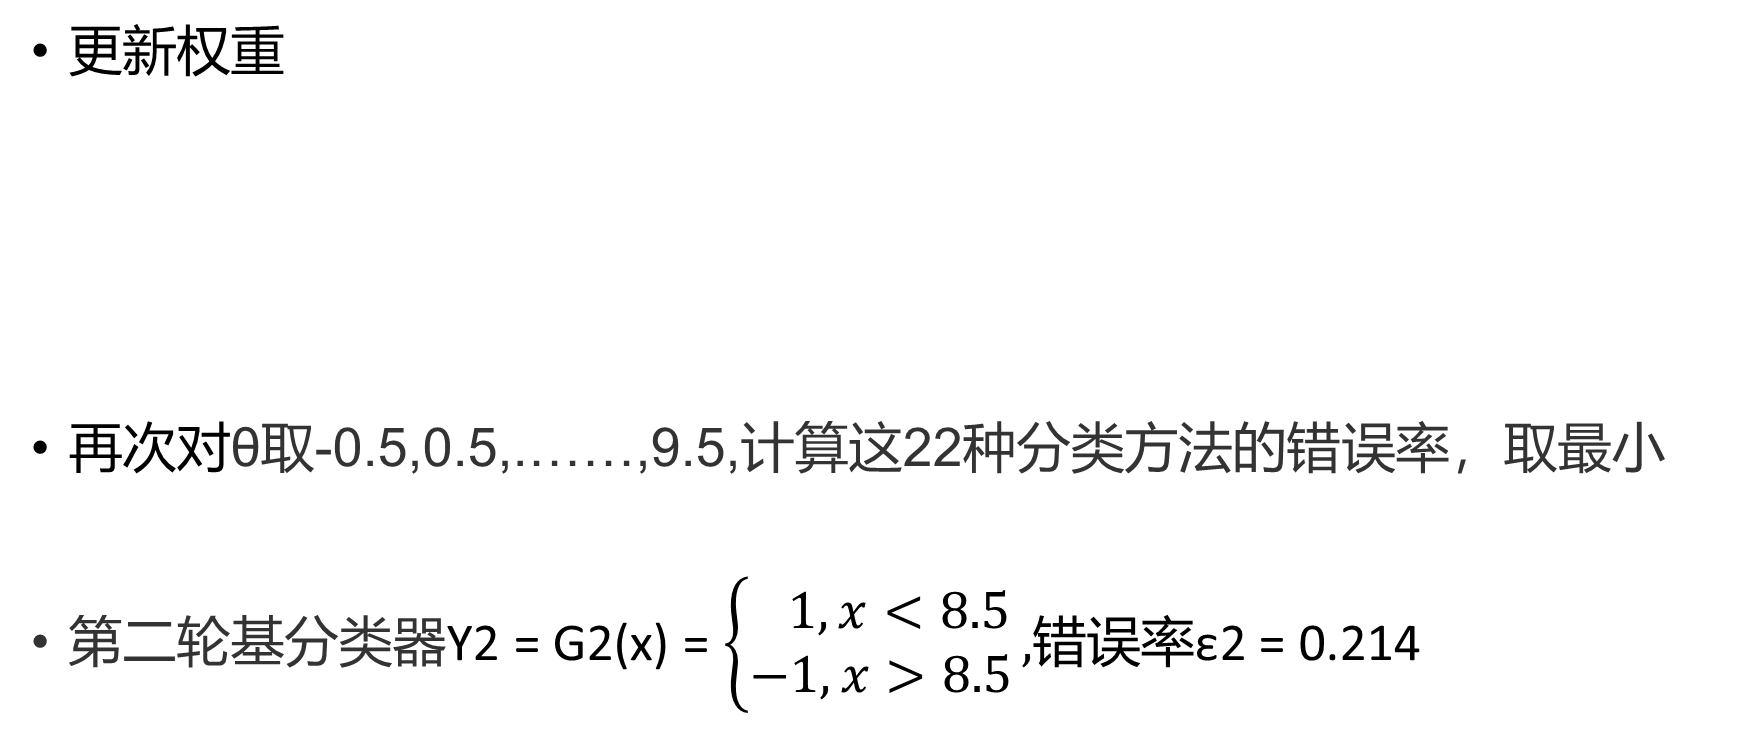 • 更新权重
• 再次对θ取-0.5,0.5,.……,9.5,计算这22种分类方法的错误率，取最小
• 第二轮基分类器Y2 = G2(x) = { 1, x < 8.5
−1, x > 8.5 ,错误率ε2 = 0.214